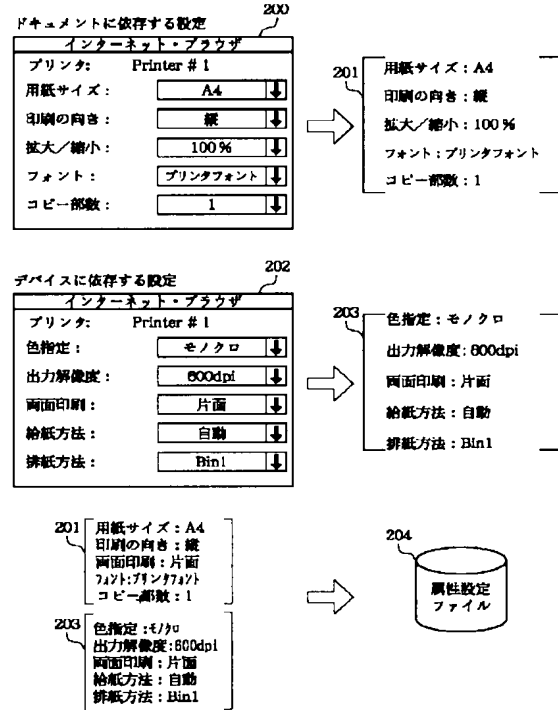 200
ドキュメントに依存する設定
インターネット・ブラウザ
プリンタ: Printer # 1
用紙サイズ: A4
印刷の向き: 縦
拡大/縮小: 100%
フォント: プリンタフォント
コピー部数: 1
201
用紙サイズ:A4
印刷の向き:縦
拡大/縮小:100%
フォント:プリンタフォント
コピー部数:1
202
デバイスに依存する設定
インターネット・ブラウザ
プリンタ: Printer # 1
色指定: モノクロ
出力解像度: 600dpi
両面印刷: 片面
給紙方法: 自動
排紙方法: Bin1
203
色指定:モノクロ
出力解像度:600dpi
両面印刷:片面
給紙方法:自動
排紙方法:Bin1
201
用紙サイズ:A4
印刷の向き:縦
両面印刷:片面
フォント:プリンタフォント
コピー部数:1
203
色指定:モノクロ
出力解像度:600dpi
両面印刷:片面
給紙方法:自動
排紙方法:Bin1
204
属性設定
ファイル